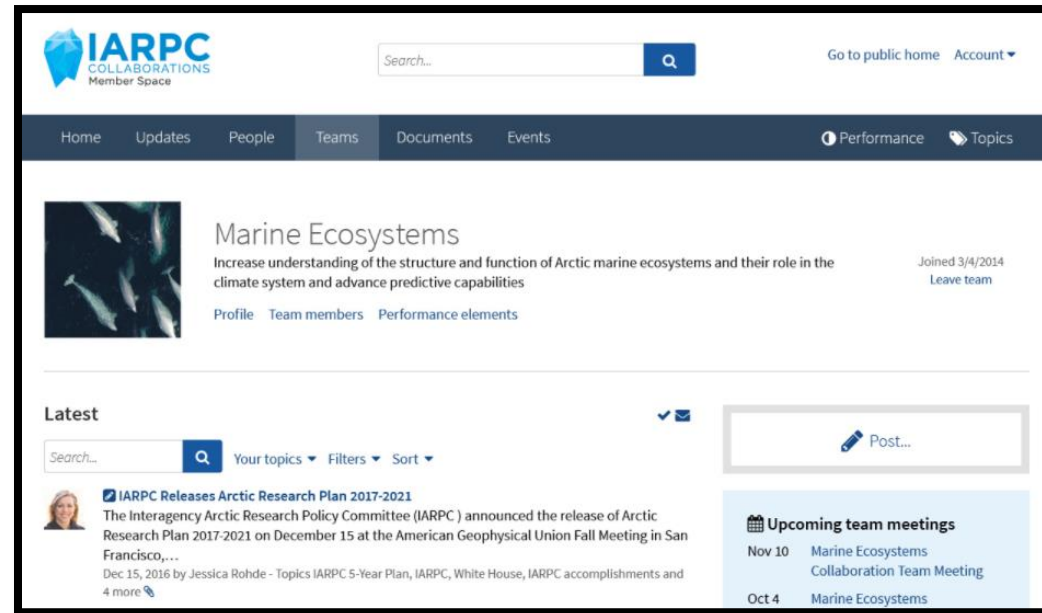 IARPC
COLLABORATIONS
Member Space
Search...
Go to public home Account
Home Updates People Teams Documents Events Performance Topics
Marine Ecosystems
Increase understanding of the structure and function of Arctic marine ecosystems and their role in the
climate system and advance predictive capabilities
Joined 3/4/2014
Leave team
Profile Team members Performance elements
Latest
Search...
Your topics Filters Sort
IARPC Releases Arctic Research Plan 2017-2021
The Interagency Arctic Research Policy Committee (IARPC ) announced the release of Arctic
Research Plan 2017-2021 on December 15 at the American Geophysical Union Fall Meeting in San
Francisco,...
Dec 15, 2016 by Jessica Rohde - Topics IARPC 5-Year Plan, IARPC, White House, IARPC accomplishments and
4 more
Post...
Upcoming team meetings
Nov 10 Marine Ecosystems
Collaboration Team Meeting
Oct 4 Marine Ecosystems